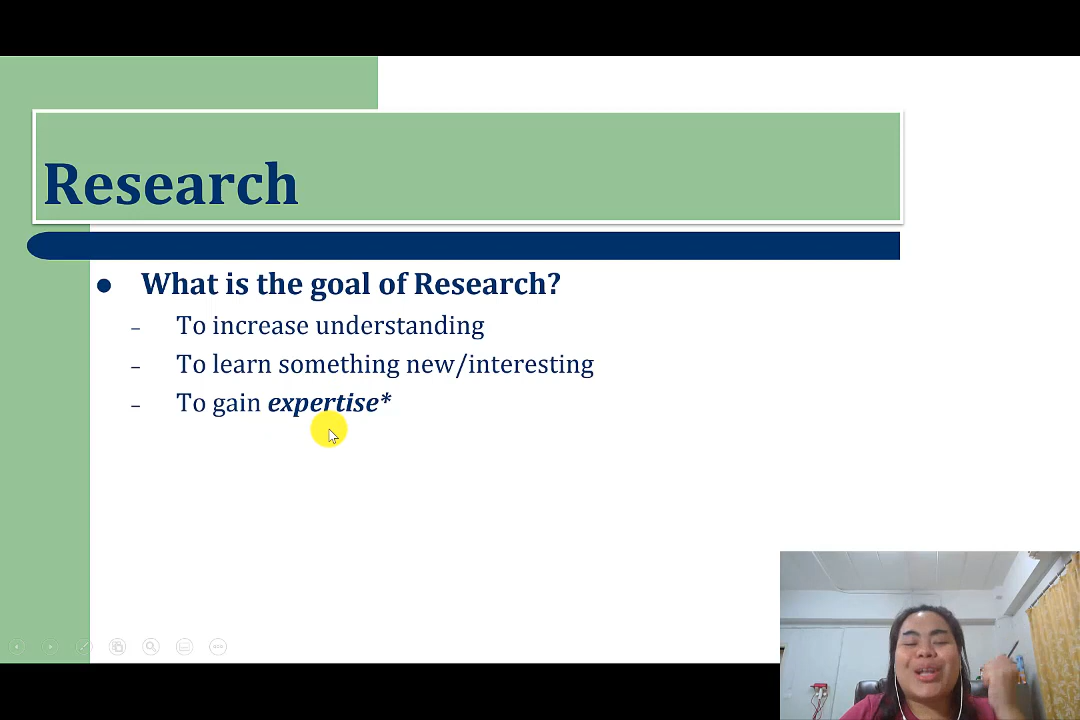 Research
What is the goal of Research?
To increase understanding
To learn something new/interesting
To gain expertise*